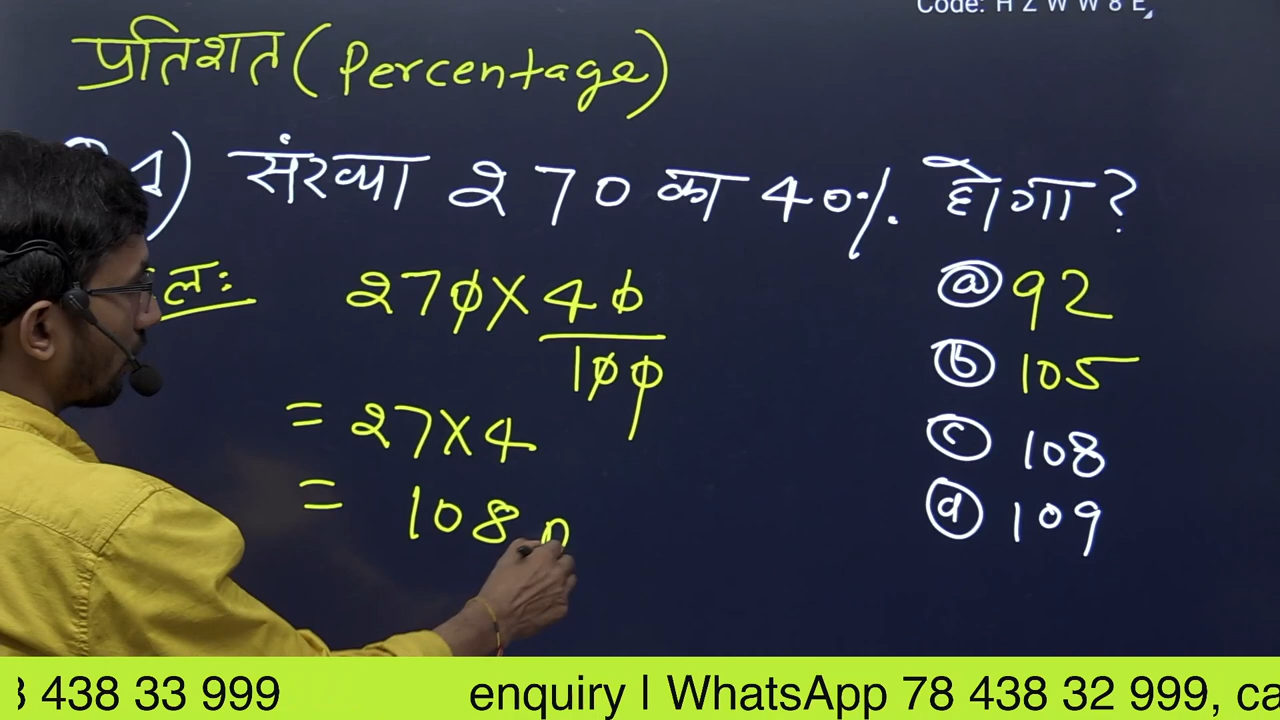 Code: H Z W W 8 E
प्रतिशत (Percentage)
1) संख्या 270 का 40% होगा?
लः
270 X 40
100
= 27 X 4
= 108
ⓐ 92
ⓑ 105
ⓒ 108
ⓓ 109
438 33 999 enquiry | WhatsApp 78 438 32 999, ca